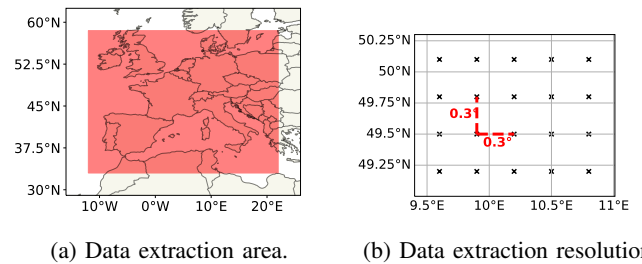 60°N
52.5°N
45°N
37.5°N
30°N
10°W
0°W
10°E
20°E
(a) Data extraction area.
50.25°N
50°N
49.75°N
49.5°N
49.25°N
0.3°
0.3°
9.5°E
10°E
10.5°E
11°E
(b) Data extraction resolution